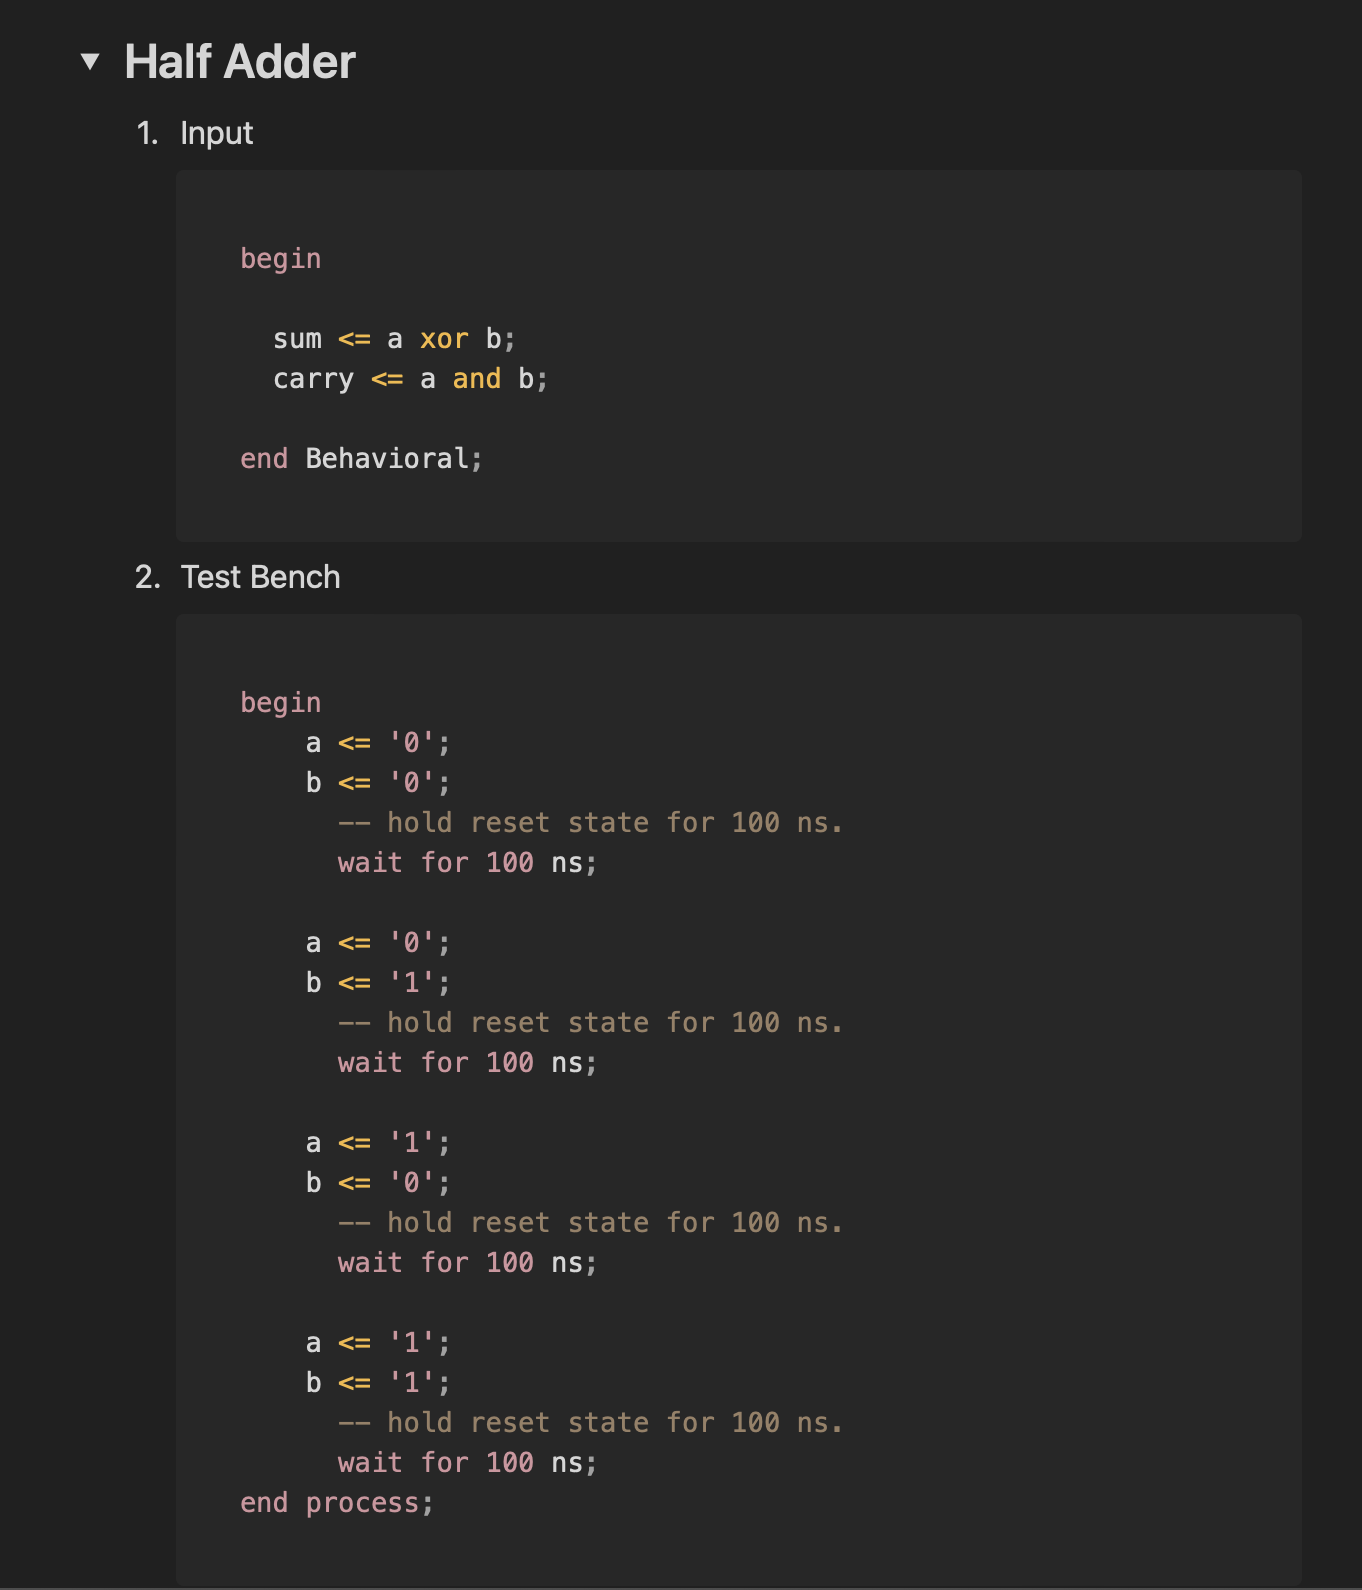 Half Adder
1. Input
begin
sum <= a xor b;
carry <= a and b;
end Behavioral;
2. Test Bench
begin
a <= '0';
b <= '0';
-- hold reset state for 100 ns.
wait for 100 ns;
a <= '0';
b <= '1';
-- hold reset state for 100 ns.
wait for 100 ns;
a <= '1';
b <= '0';
-- hold reset state for 100 ns.
wait for 100 ns;
a <= '1';
b <= '1';
-- hold reset state for 100 ns.
wait for 100 ns;
end process;